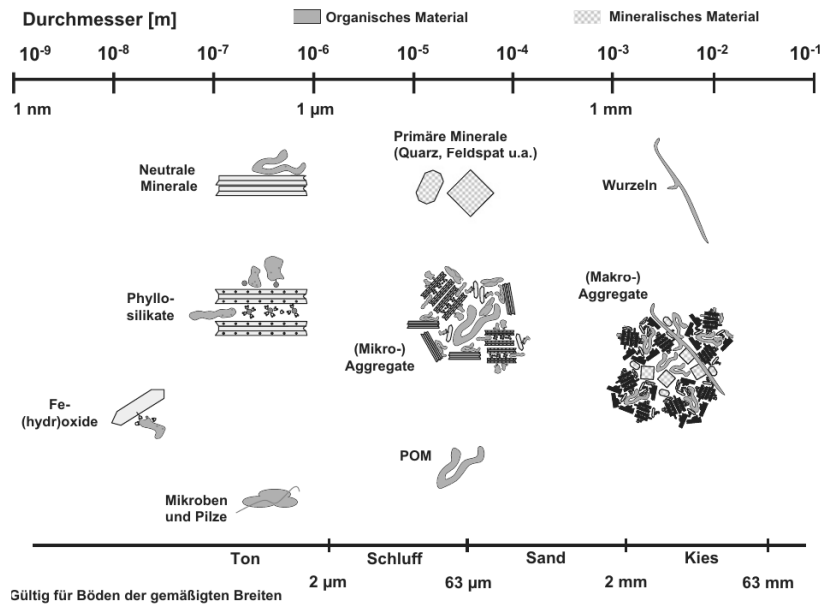 Durchmesser [m]
Organisches Material
Mineralisches Material
10-9
10-8
10-7
10-6
10-5
10-4
10-3
10-2
10-1
1 nm
1 µm
1 mm
Neutrale
Minerale
Primäre Minerale
(Quarz, Feldspat u.a.)
Wurzeln
Phyllo-
silikate
(Mikro-)
Aggregate
(Makro-)
Aggregate
Fe-
(hydr)oxide
POM
Mikroben
und Pilze
Ton
Schluff
Sand
Kies
2 µm
63 µm
2 mm
63 mm
Gültig für Böden der gemäßigten Breiten